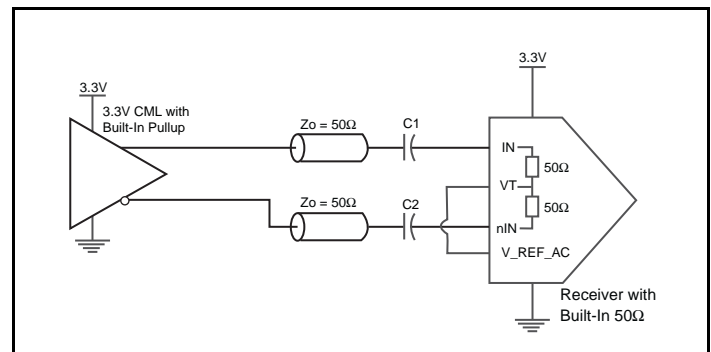 3.3V
3.3V
3.3V CML with
Built-In Pullup
Zo = 50Ω
C1
IN
50Ω
VT
50Ω
Zo = 50Ω
C2
nIN
V_REF_AC
Receiver with
Built-In 50Ω